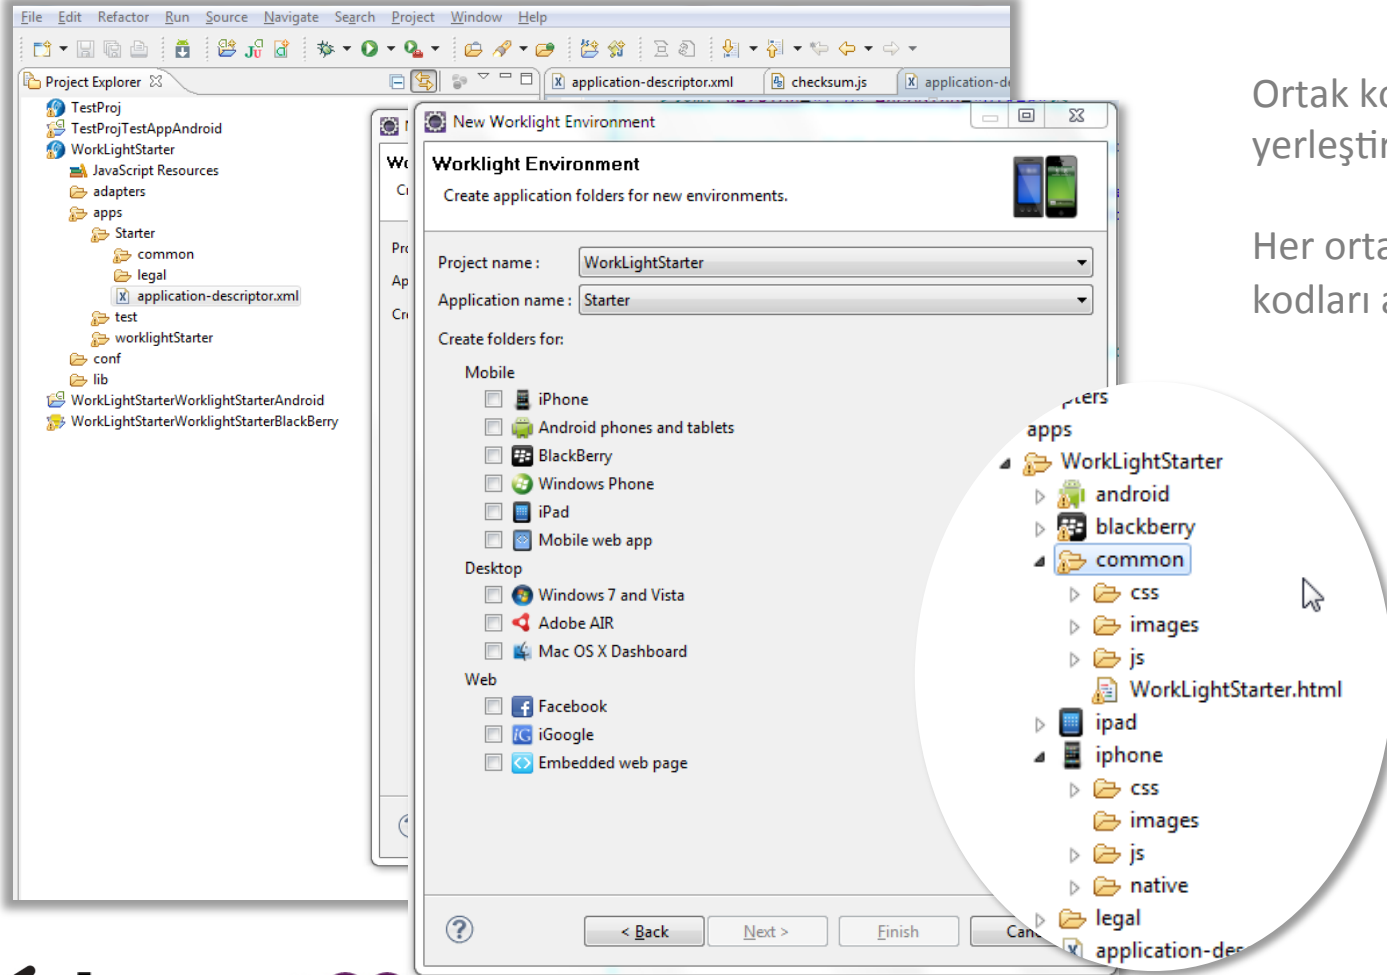 File Edit Refactor Run Source Navigate Search Project Window Help
Project Explorer
application-descriptor.xml
checksum.js
TestProj
TestProjTestAppAndroid
WorkLightStarter
JavaScript Resources
adapters
apps
Starter
common
legal
application-descriptor.xml
test
worklightStarter
conf
lib
WorkLightStarterWorklightStarterAndroid
WorkLightStarterWorklightStarterBlackBerry
New Worklight Environment
Worklight Environment
Create application folders for new environments.
Project name : WorkLightStarter
Application name : Starter
Create folders for:
Mobile
iPhone
Android phones and tablets
BlackBerry
Windows Phone
iPad
Mobile web app
Desktop
Windows 7 and Vista
Adobe AIR
Mac OS X Dashboard
Web
Facebook
iGoogle
Embedded web page
< Back Next > Finish
Ortak
Her
kodları
apps
WorkLightStarter
android
blackberry
common
css
images
js
WorkLightStarter.html
ipad
iphone
css
images
js
native
legal